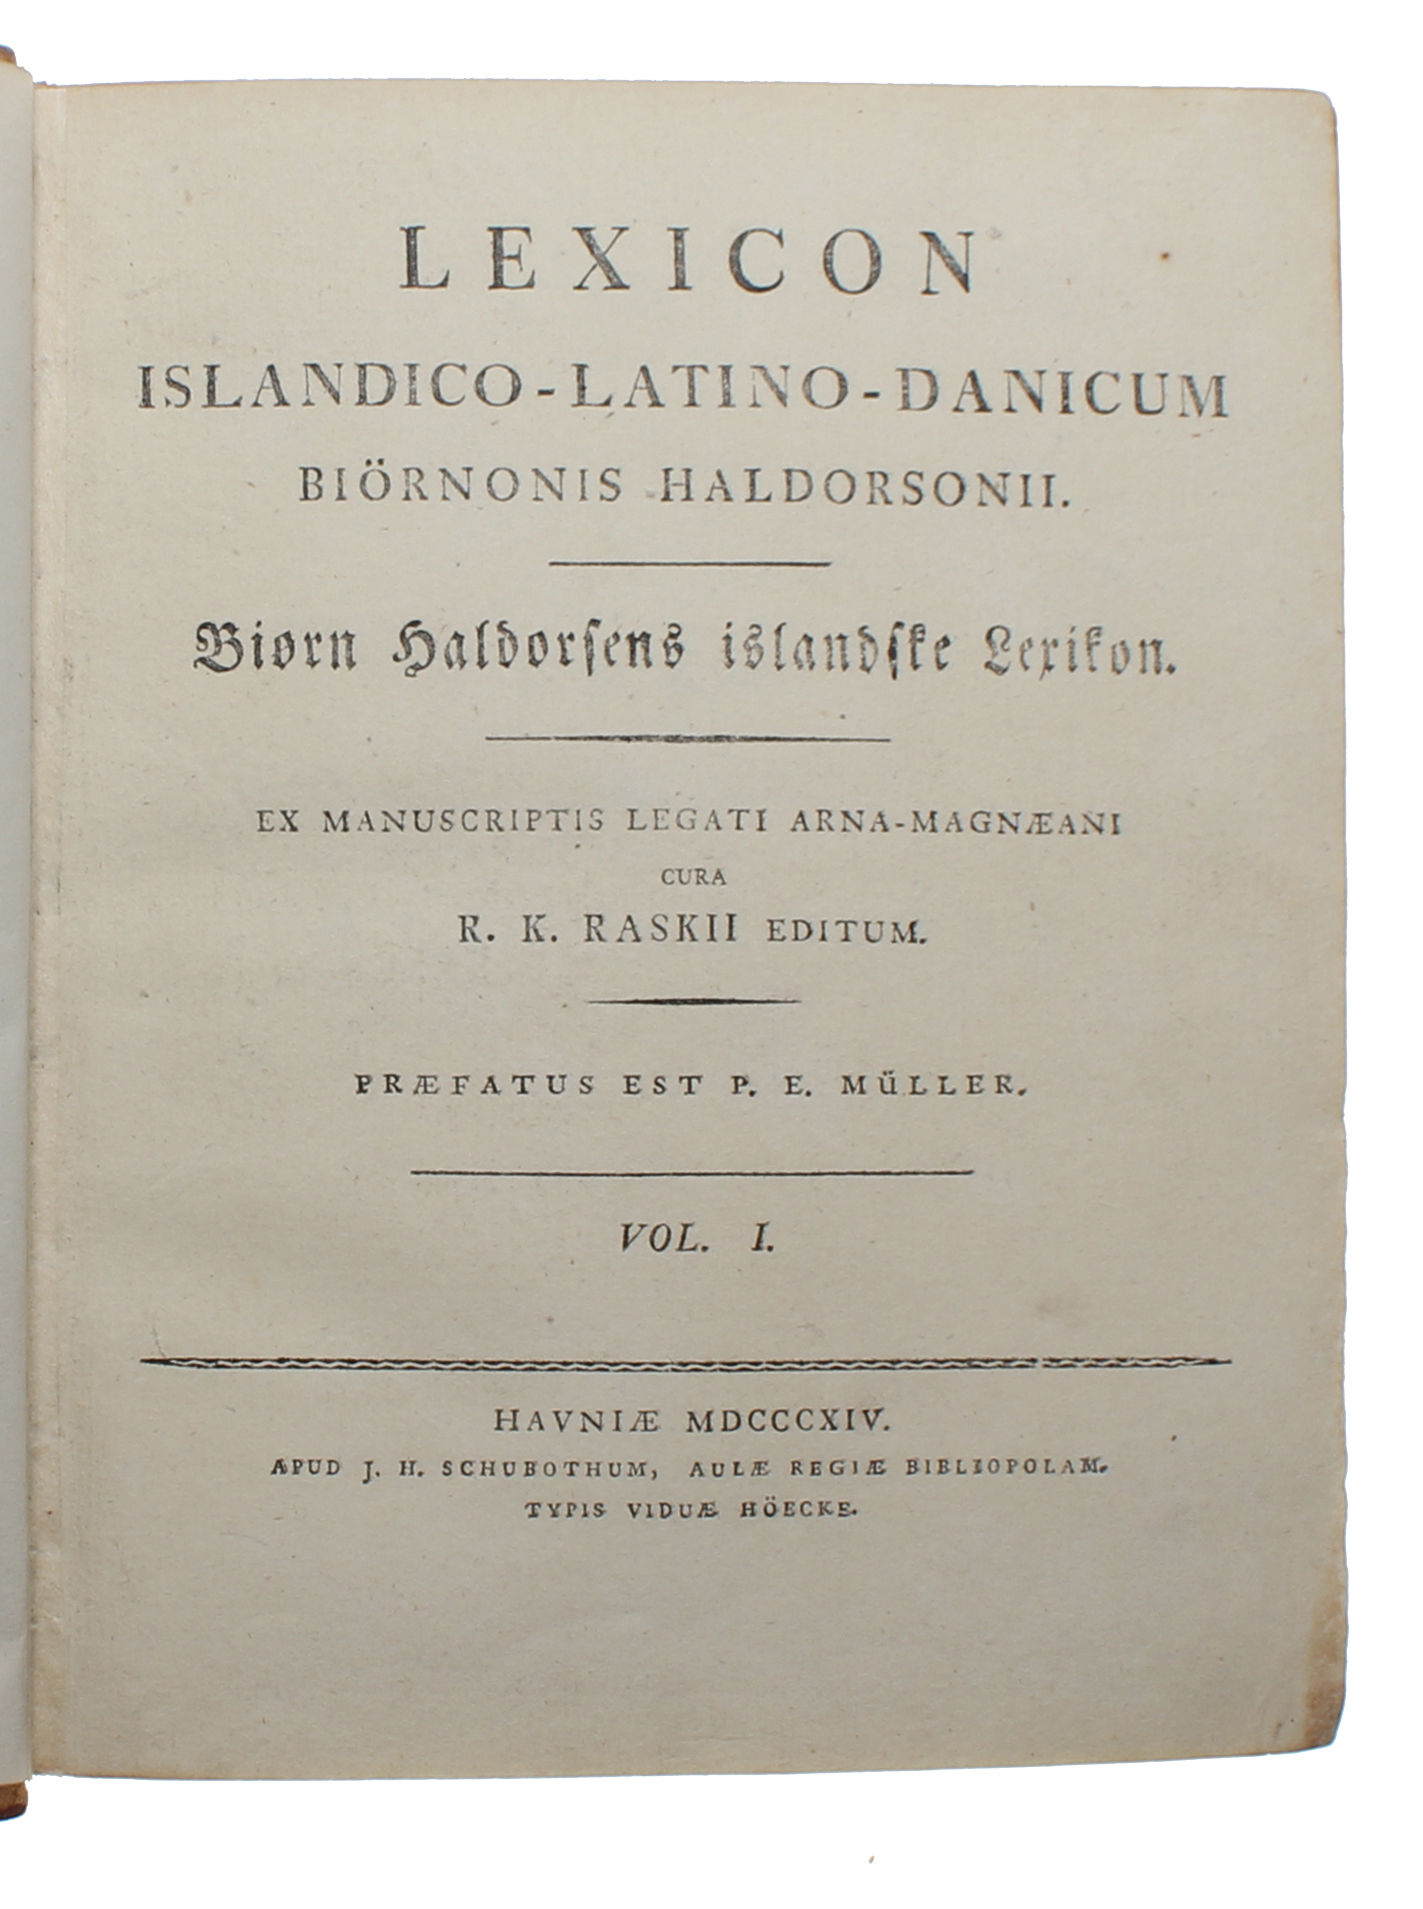 LEXICON
ISLANDICO-LATINO-DANICUM
BIÖRNONIS HALDORSONII.
Biørn Haldorsens islandske Lexikon.
EX MANUSCRIPTIS LEGATI ARNA-MAGNÆANI
CURA
R. K. RASKII EDITUM.
PRÆFATUS EST P. E. MÜLLER.
VOL. I.
HAVNIÆ MDCCCXIV.
APUD J. H. SCHUBOTHUM, AULÆ REGIÆ BIBLIOPOLAM.
TYPIS VIDUÆ HÖECKE.